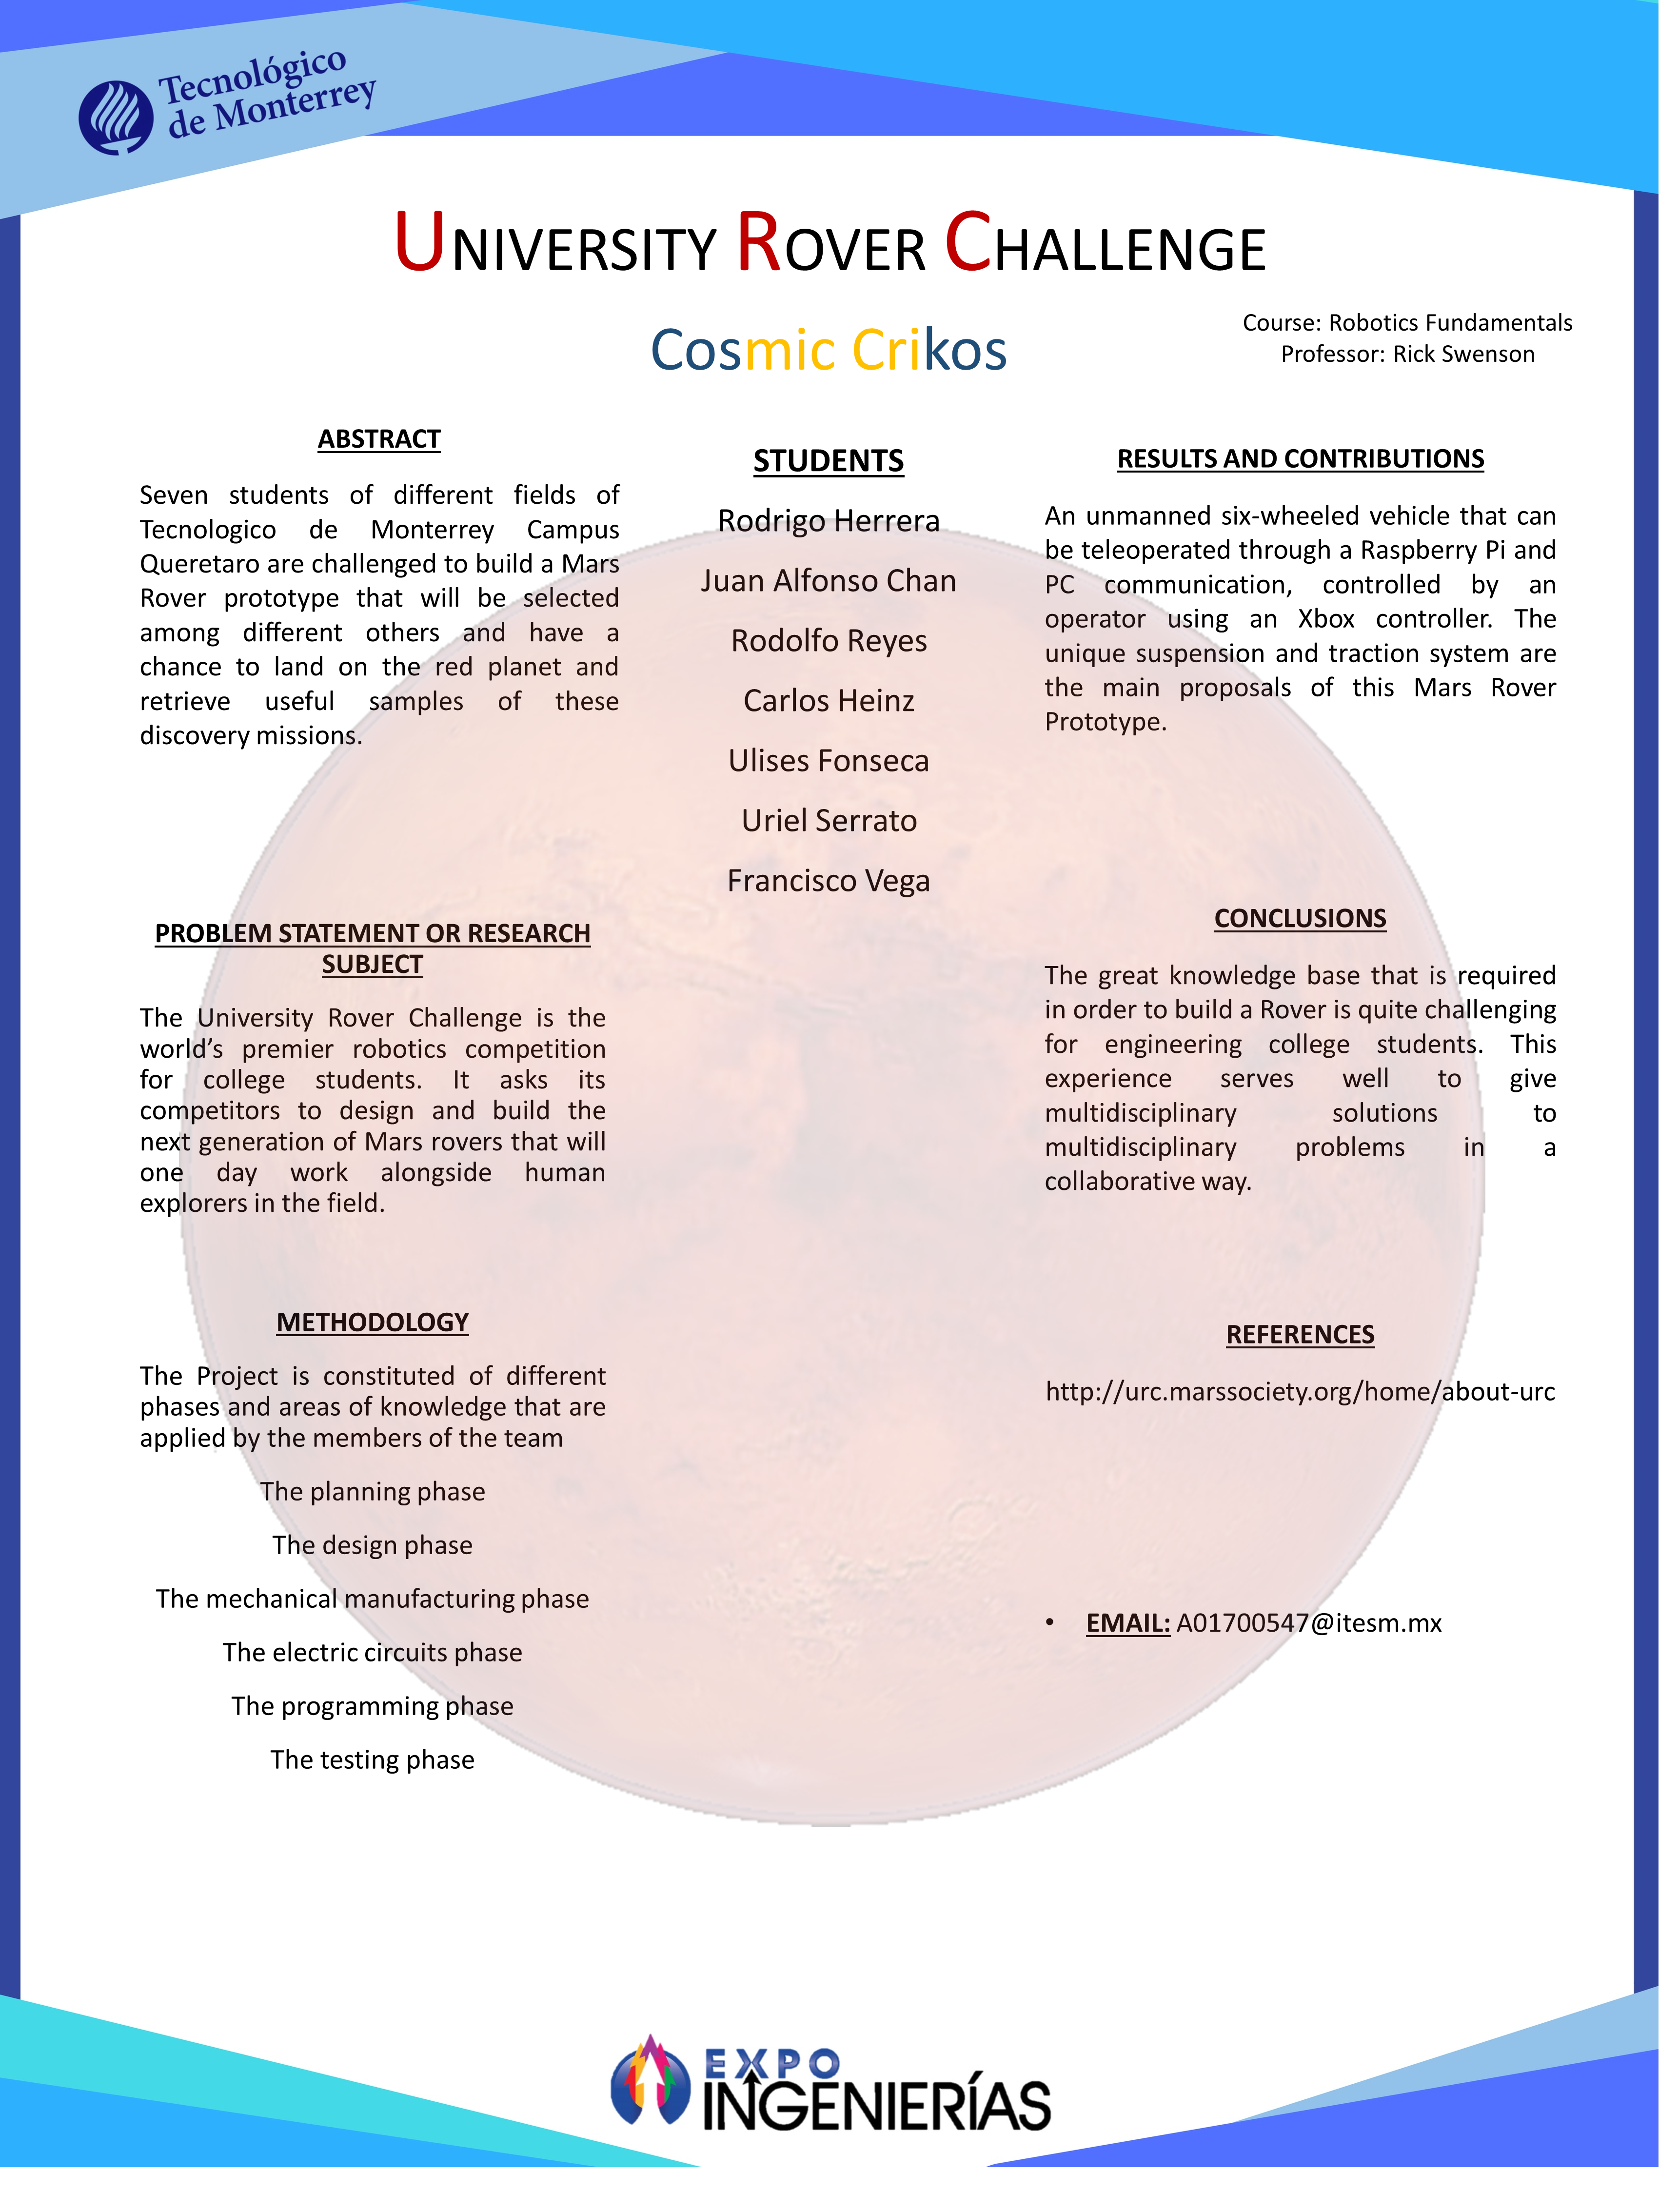 Tecnológico
de Monterrey
UNIVERSITY ROVER CHALLENGE
Cosmic Crikos
Course: Robotics Fundamentals
Professor: Rick Swenson
ABSTRACT
Seven students of different fields of
Tecnologico de Monterrey Campus
Queretaro are challenged to build a Mars
Rover prototype that will be selected
among different others and have a
chance to land on the red planet and
retrieve useful samples of these
discovery missions.
PROBLEM STATEMENT OR RESEARCH
SUBJECT
The University Rover Challenge is the
world’s premier robotics competition
for college students. It asks its
competitors to design and build the
next generation of Mars rovers that will
one day work alongside human
explorers in the field.
METHODOLOGY
The Project is constituted of different
phases and areas of knowledge that are
applied by the members of the team
The planning phase
The design phase
The mechanical manufacturing phase
The electric circuits phase
The programming phase
The testing phase
STUDENTS
Rodrigo Herrera
Juan Alfonso Chan
Rodolfo Reyes
Carlos Heinz
Ulises Fonseca
Uriel Serrato
Francisco Vega
RESULTS AND CONTRIBUTIONS
An unmanned six-wheeled vehicle that can
be teleoperated through a Raspberry Pi and
PC communication, controlled by an
operator using an Xbox controller. The
unique suspension and traction system are
the main proposals of this Mars Rover
Prototype.
CONCLUSIONS
The great knowledge base that is required
in order to build a Rover is quite challenging
for engineering college students. This
experience serves well to give
multidisciplinary solutions to
multidisciplinary problems in a
collaborative way.
REFERENCES
http://urc.marssociety.org/home/about-urc
• EMAIL: A01700547@itesm.mx
EXPO
INGENIERÍAS